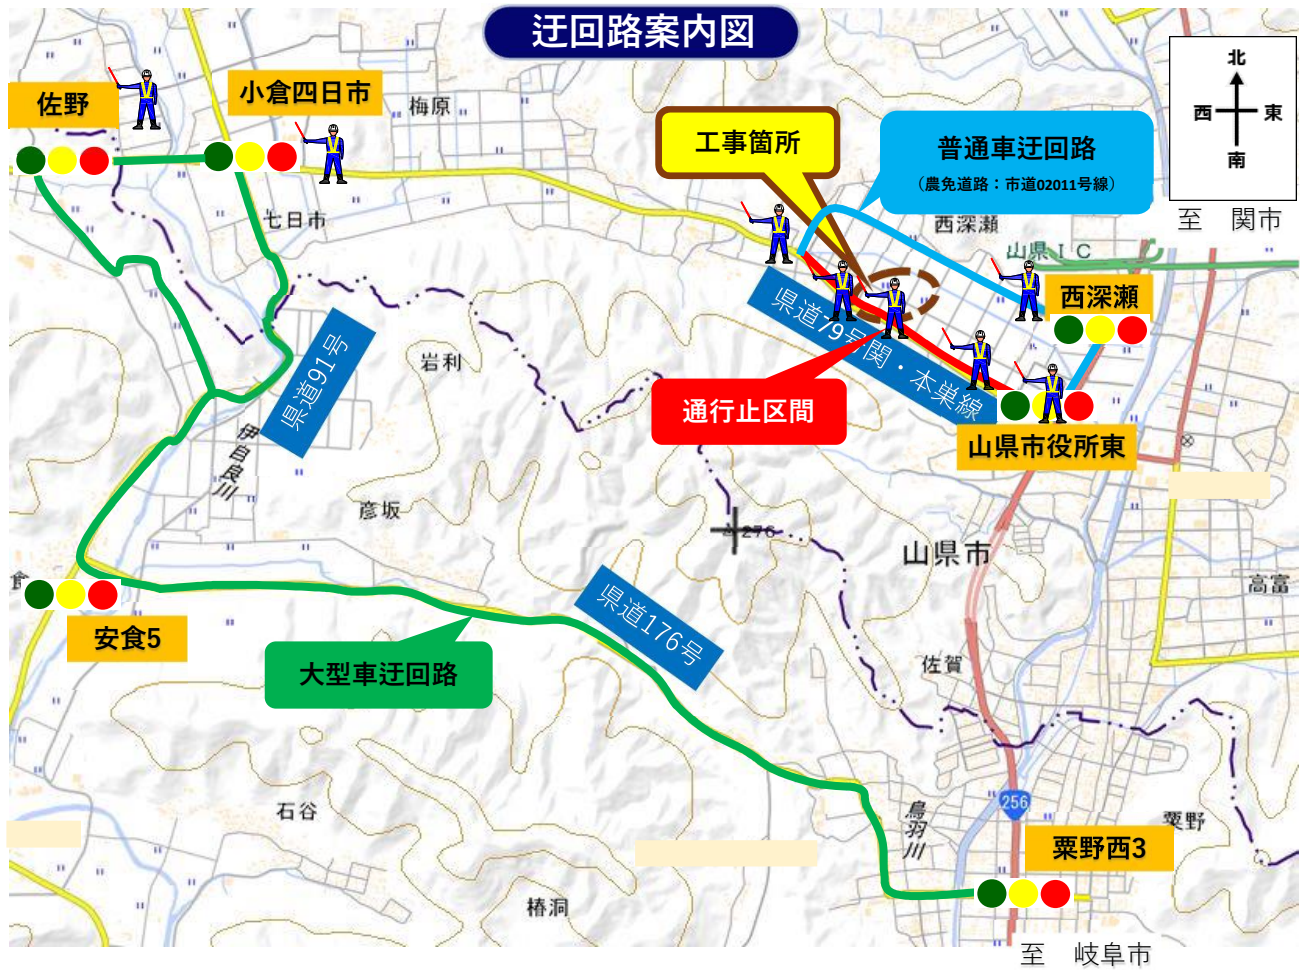 迂回路案内図
北
西
東
南
至 関市
佐野
小倉四日市
梅原
工事箇所
普通車迂回路
(農免道路：市道02011号線)
西深瀬
山県IC
七日市
西深瀬
県道79号関・本巣線
県道91号
岩利
通行止区間
山県市役所東
伊自良川
彦坂
276
山県市
高富
食
安食5
県道176号
大型車迂回路
佐賀
石谷
256
鳥羽川
粟野
粟野西3
椿洞
至 岐阜市